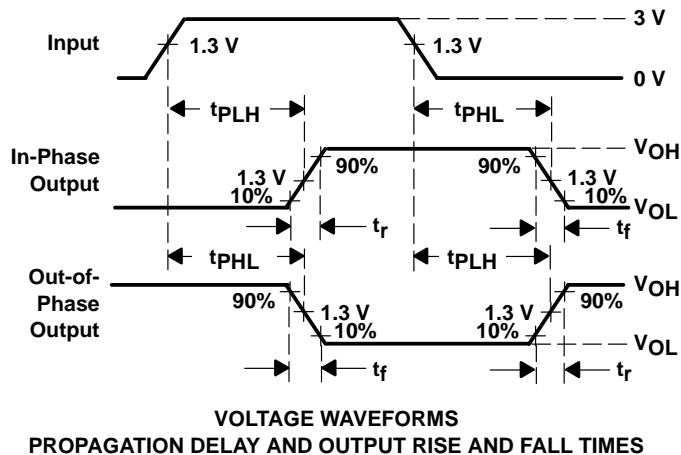 3 V
Input
1.3 V
1.3 V
0 V
tPLH
tPHL
In-Phase
Output
VOH
90%
90%
1.3 V
1.3 V
10%
10%
VOL
tr
tf
tPHL
tPLH
Out-of-
Phase
Output
VOH
90%
90%
1.3 V
1.3 V
10%
10%
VOL
tf
tr
VOLTAGE WAVEFORMS
PROPAGATION DELAY AND OUTPUT RISE AND FALL TIMES